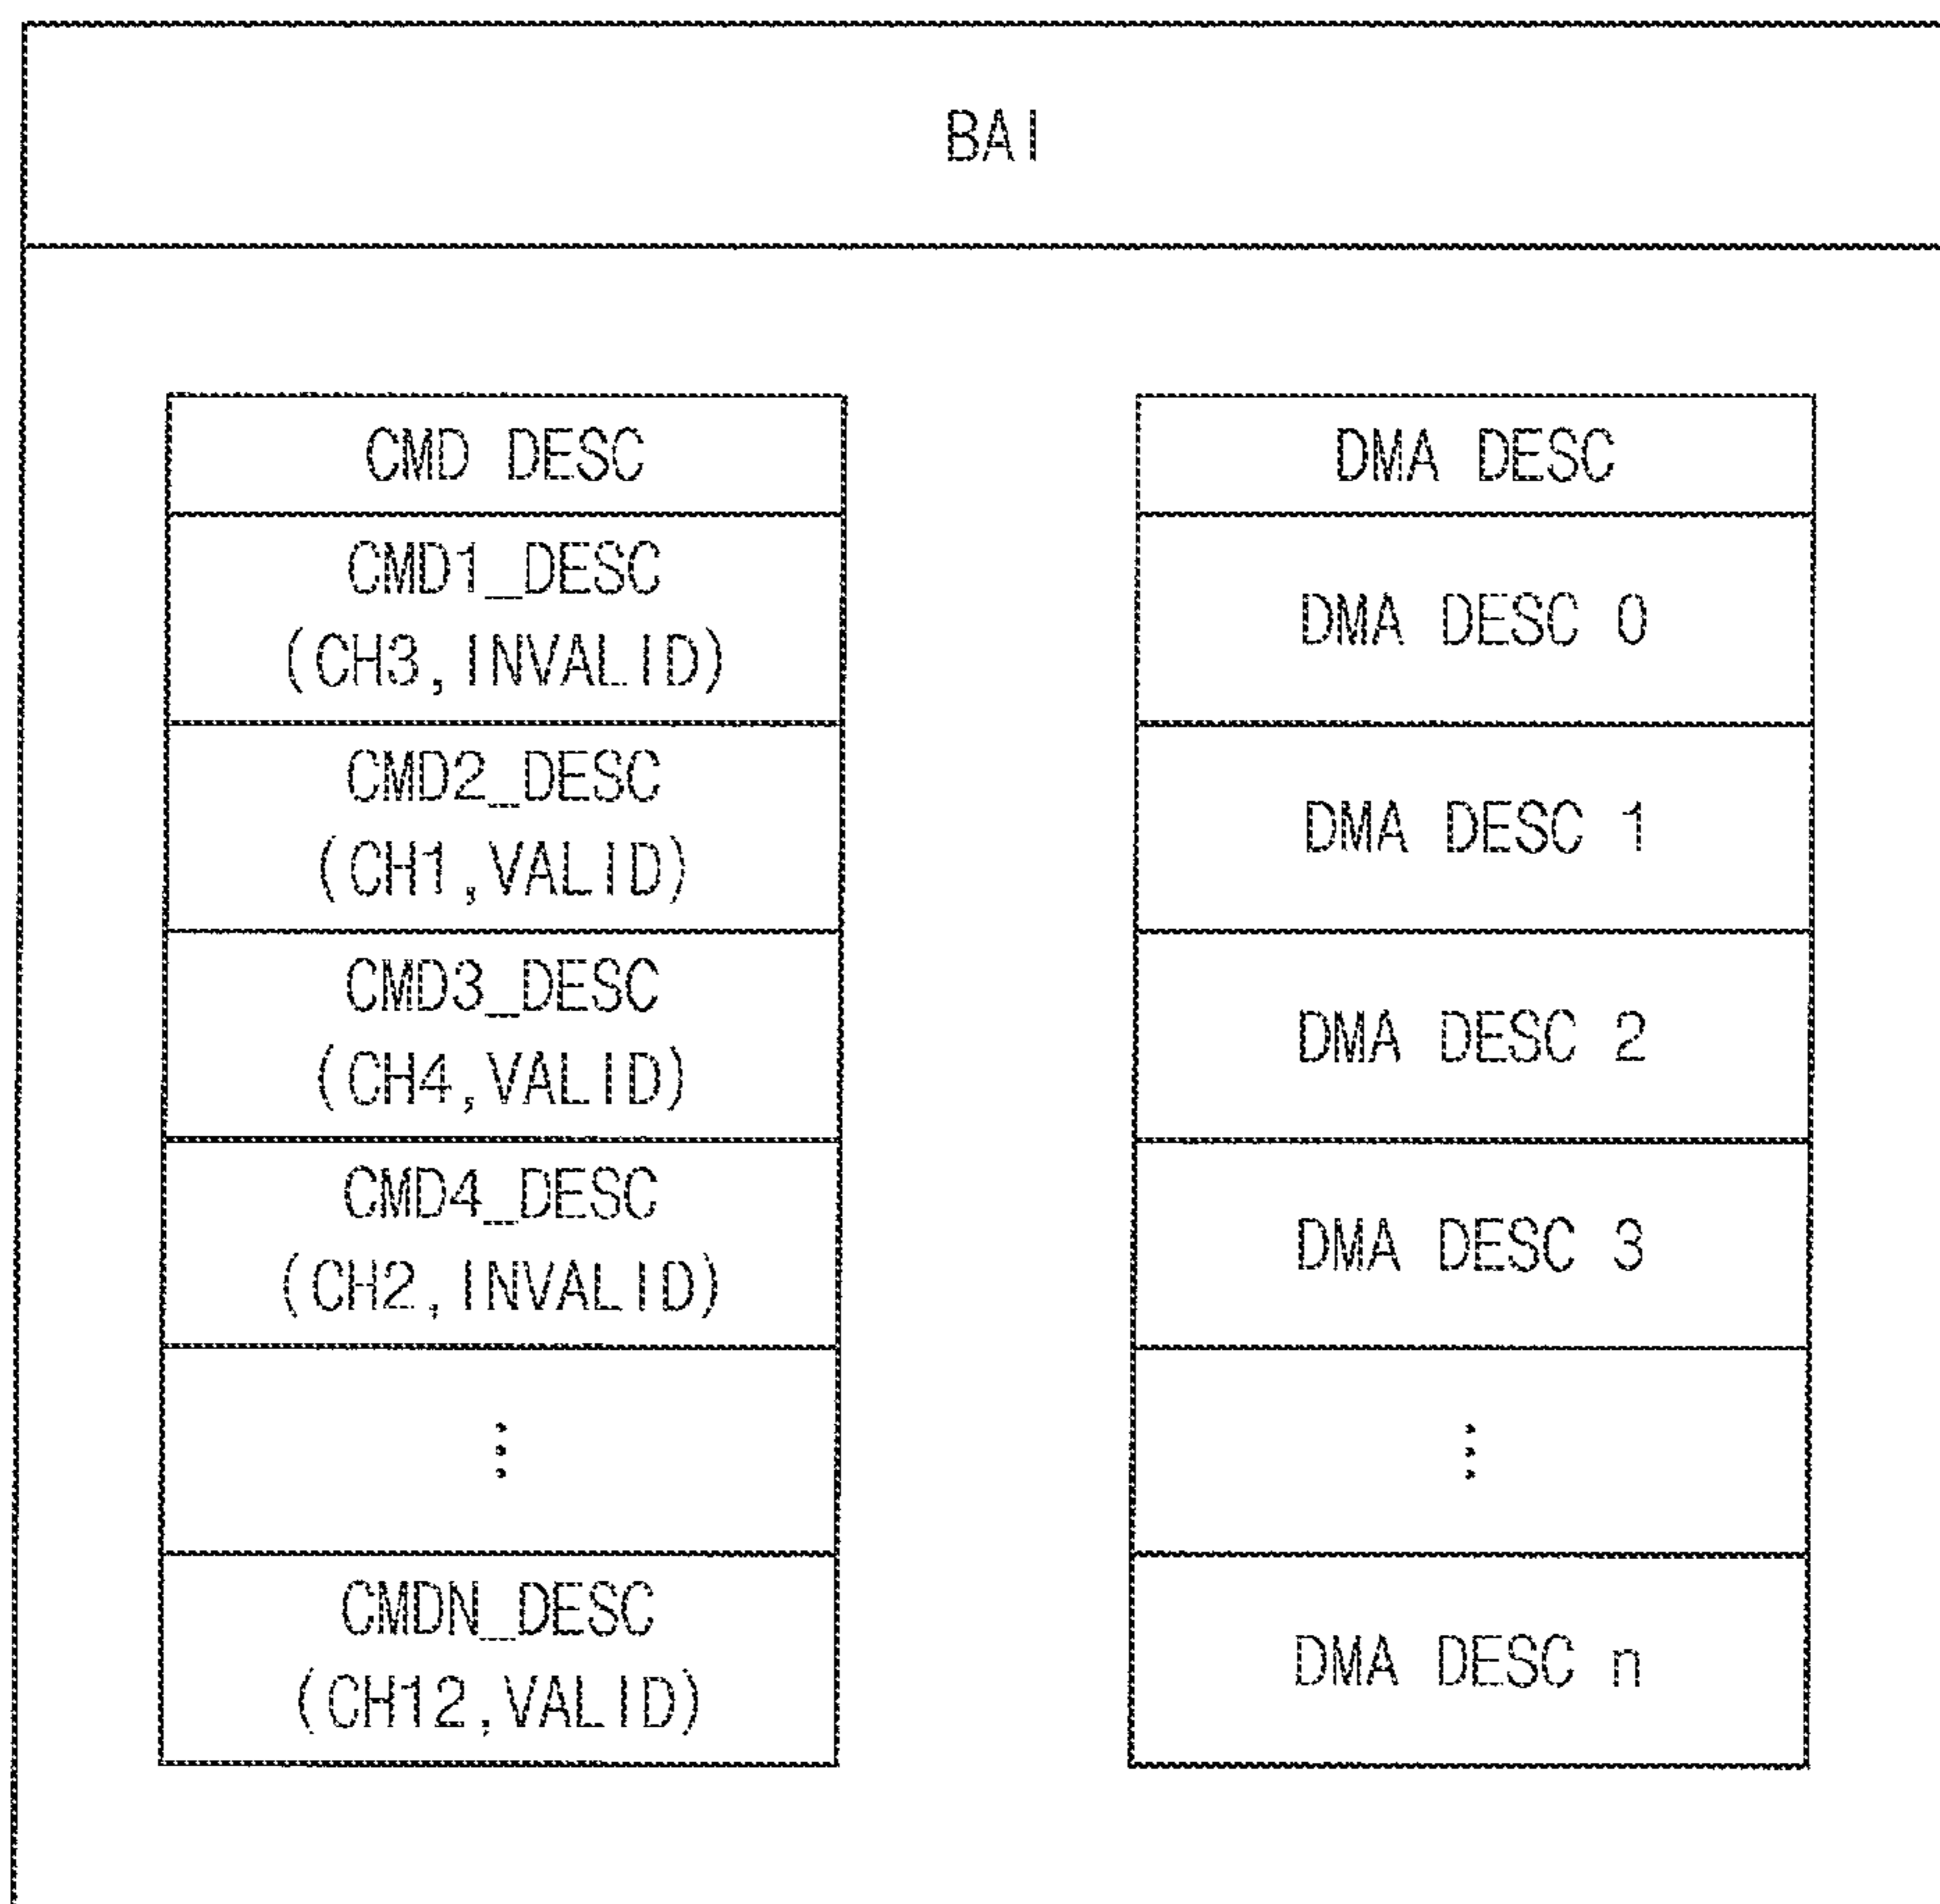 BAI
CMD DESC
CMD1_DESC
(CH3,INVALID)
CMD2_DESC
(CH1,VALID)
CMD3_DESC
(CH4,VALID)
CMD4_DESC
(CH2,INVALID)
⋮
CMDN_DESC
(CH12,VALID)
DMA DESC
DMA DESC 0
DMA DESC 1
DMA DESC 2
DMA DESC 3
⋮
DMA DESC n